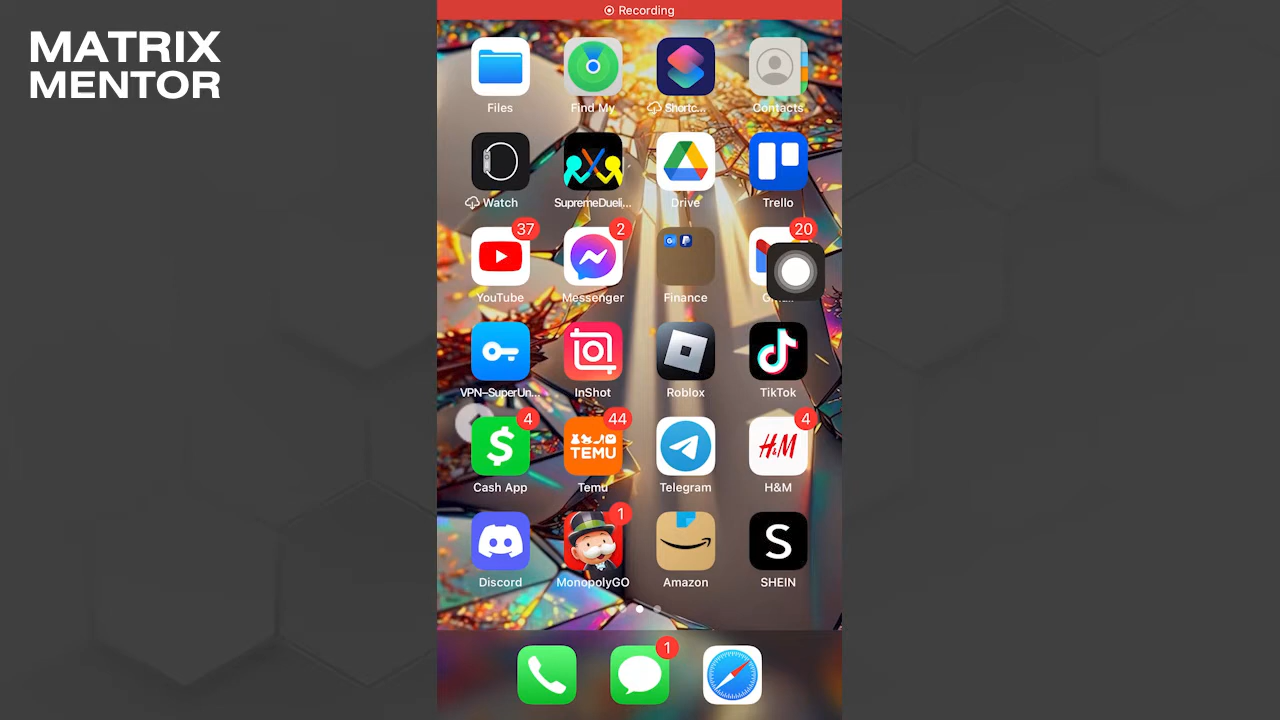 MATRIX
MENTOR
Recording
Files
Find My
Shortc...
Contacts
Watch
SupremeDueli...
Drive
Trello
37
2
20
YouTube
Messenger
Finance
VPN–SuperUn...
InShot
Roblox
TikTok
4
44
4
$
TEMU
H&M
Cash App
Temu
Telegram
H&M
1
S
Discord
MonopolyGO
Amazon
SHEIN
1